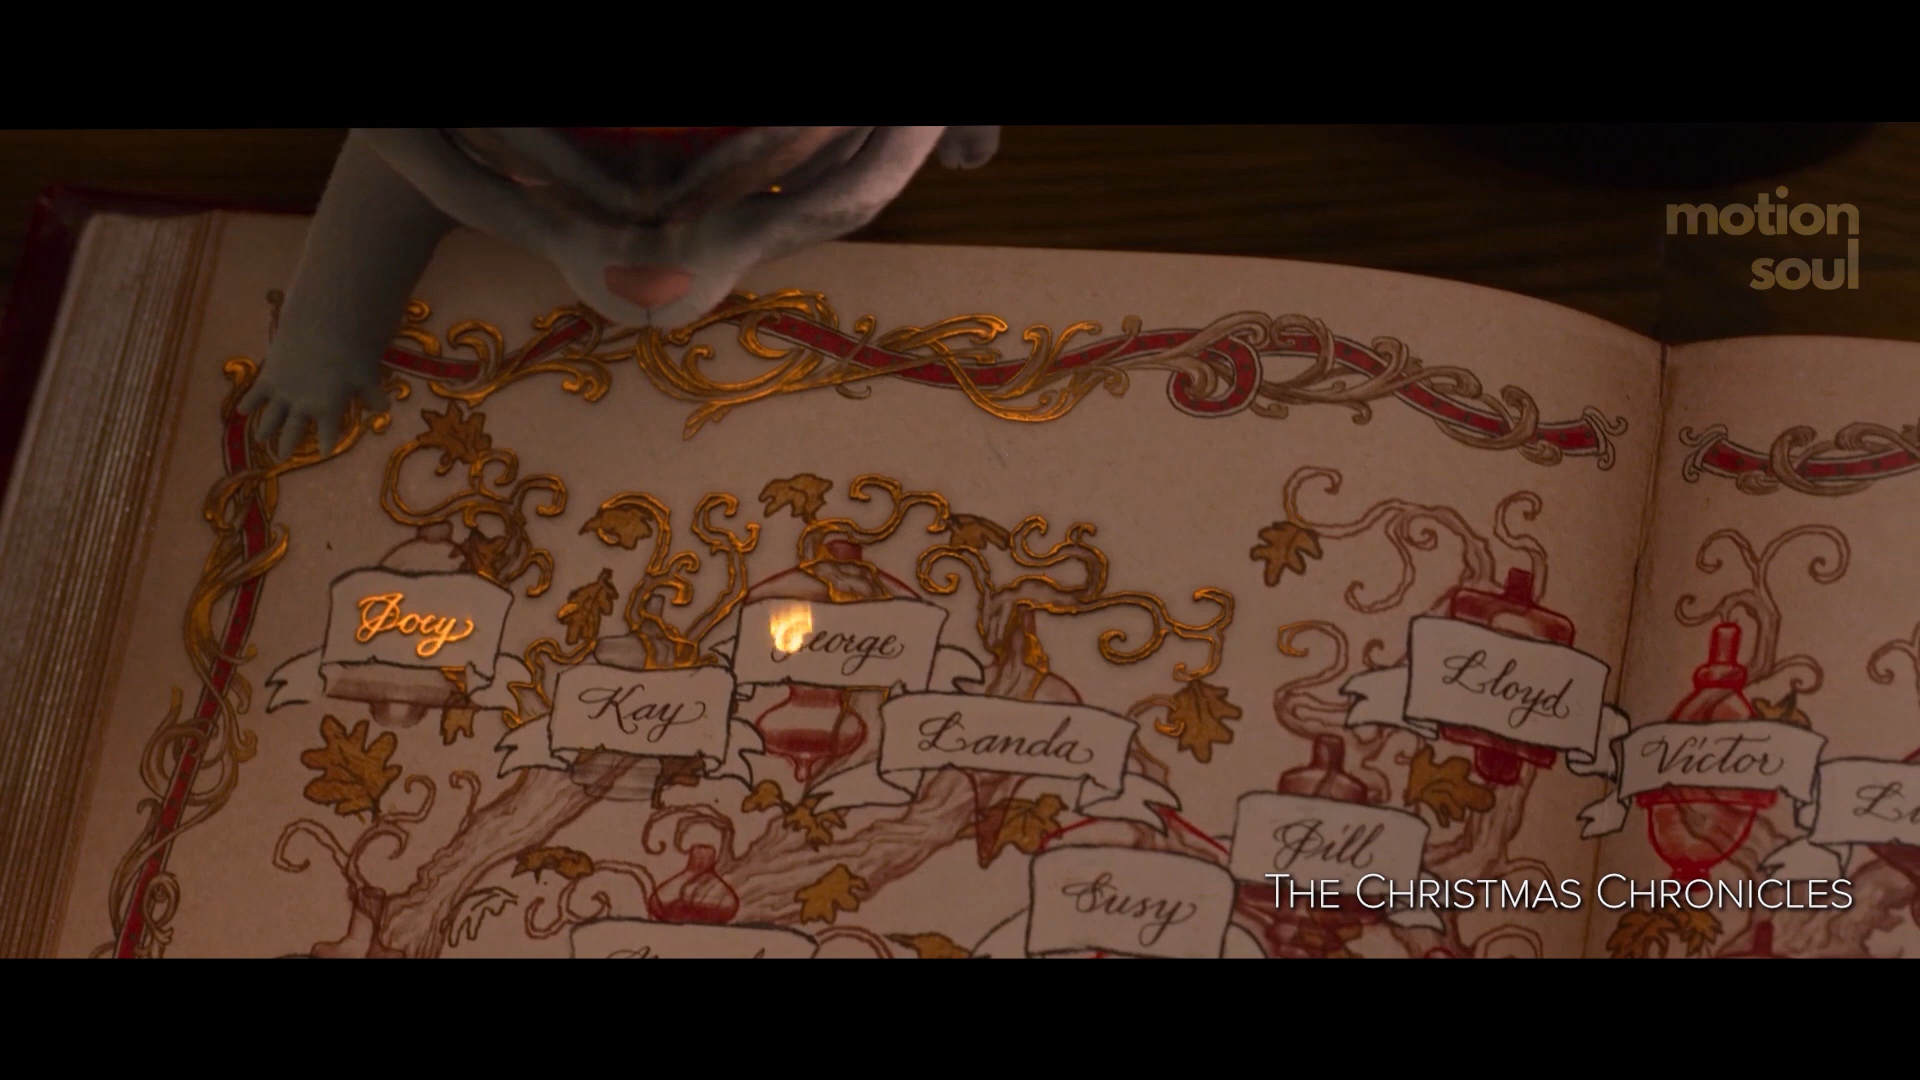 motion
soul
Joey
George
Kay
Landa
Lloyd
Victor
Jill
Susy
THE CHRISTMAS CHRONICLES